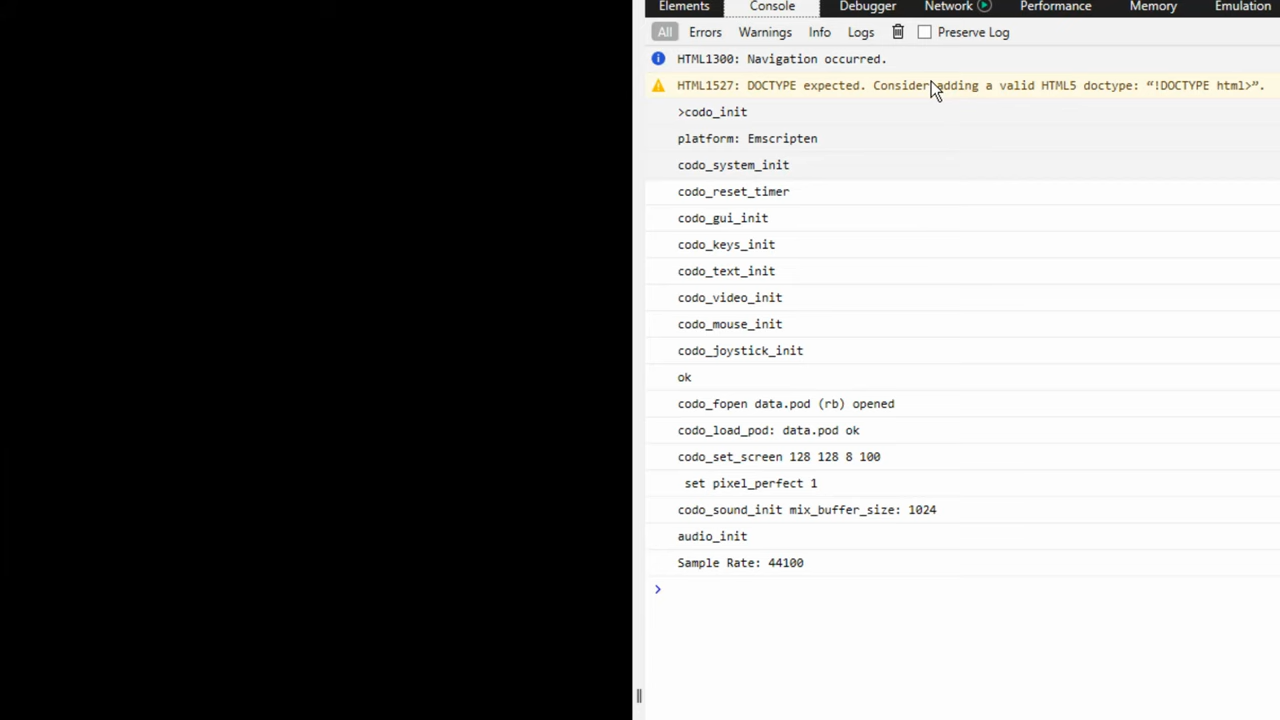 Elements Console Debugger Network Performance Memory Emulation
All Errors Warnings Info Logs Preserve Log
HTML1300: Navigation occurred.
HTML1527: DOCTYPE expected. Consider adding a valid HTML5 doctype: “!DOCTYPE html>”.
>codo_init
platform: Emscripten
codo_system_init
codo_reset_timer
codo_gui_init
codo_keys_init
codo_text_init
codo_video_init
codo_mouse_init
codo_joystick_init
ok
codo_fopen data.pod (rb) opened
codo_load_pod: data.pod ok
codo_set_screen 128 128 8 100
set pixel_perfect 1
codo_sound_init mix_buffer_size: 1024
audio_init
Sample Rate: 44100